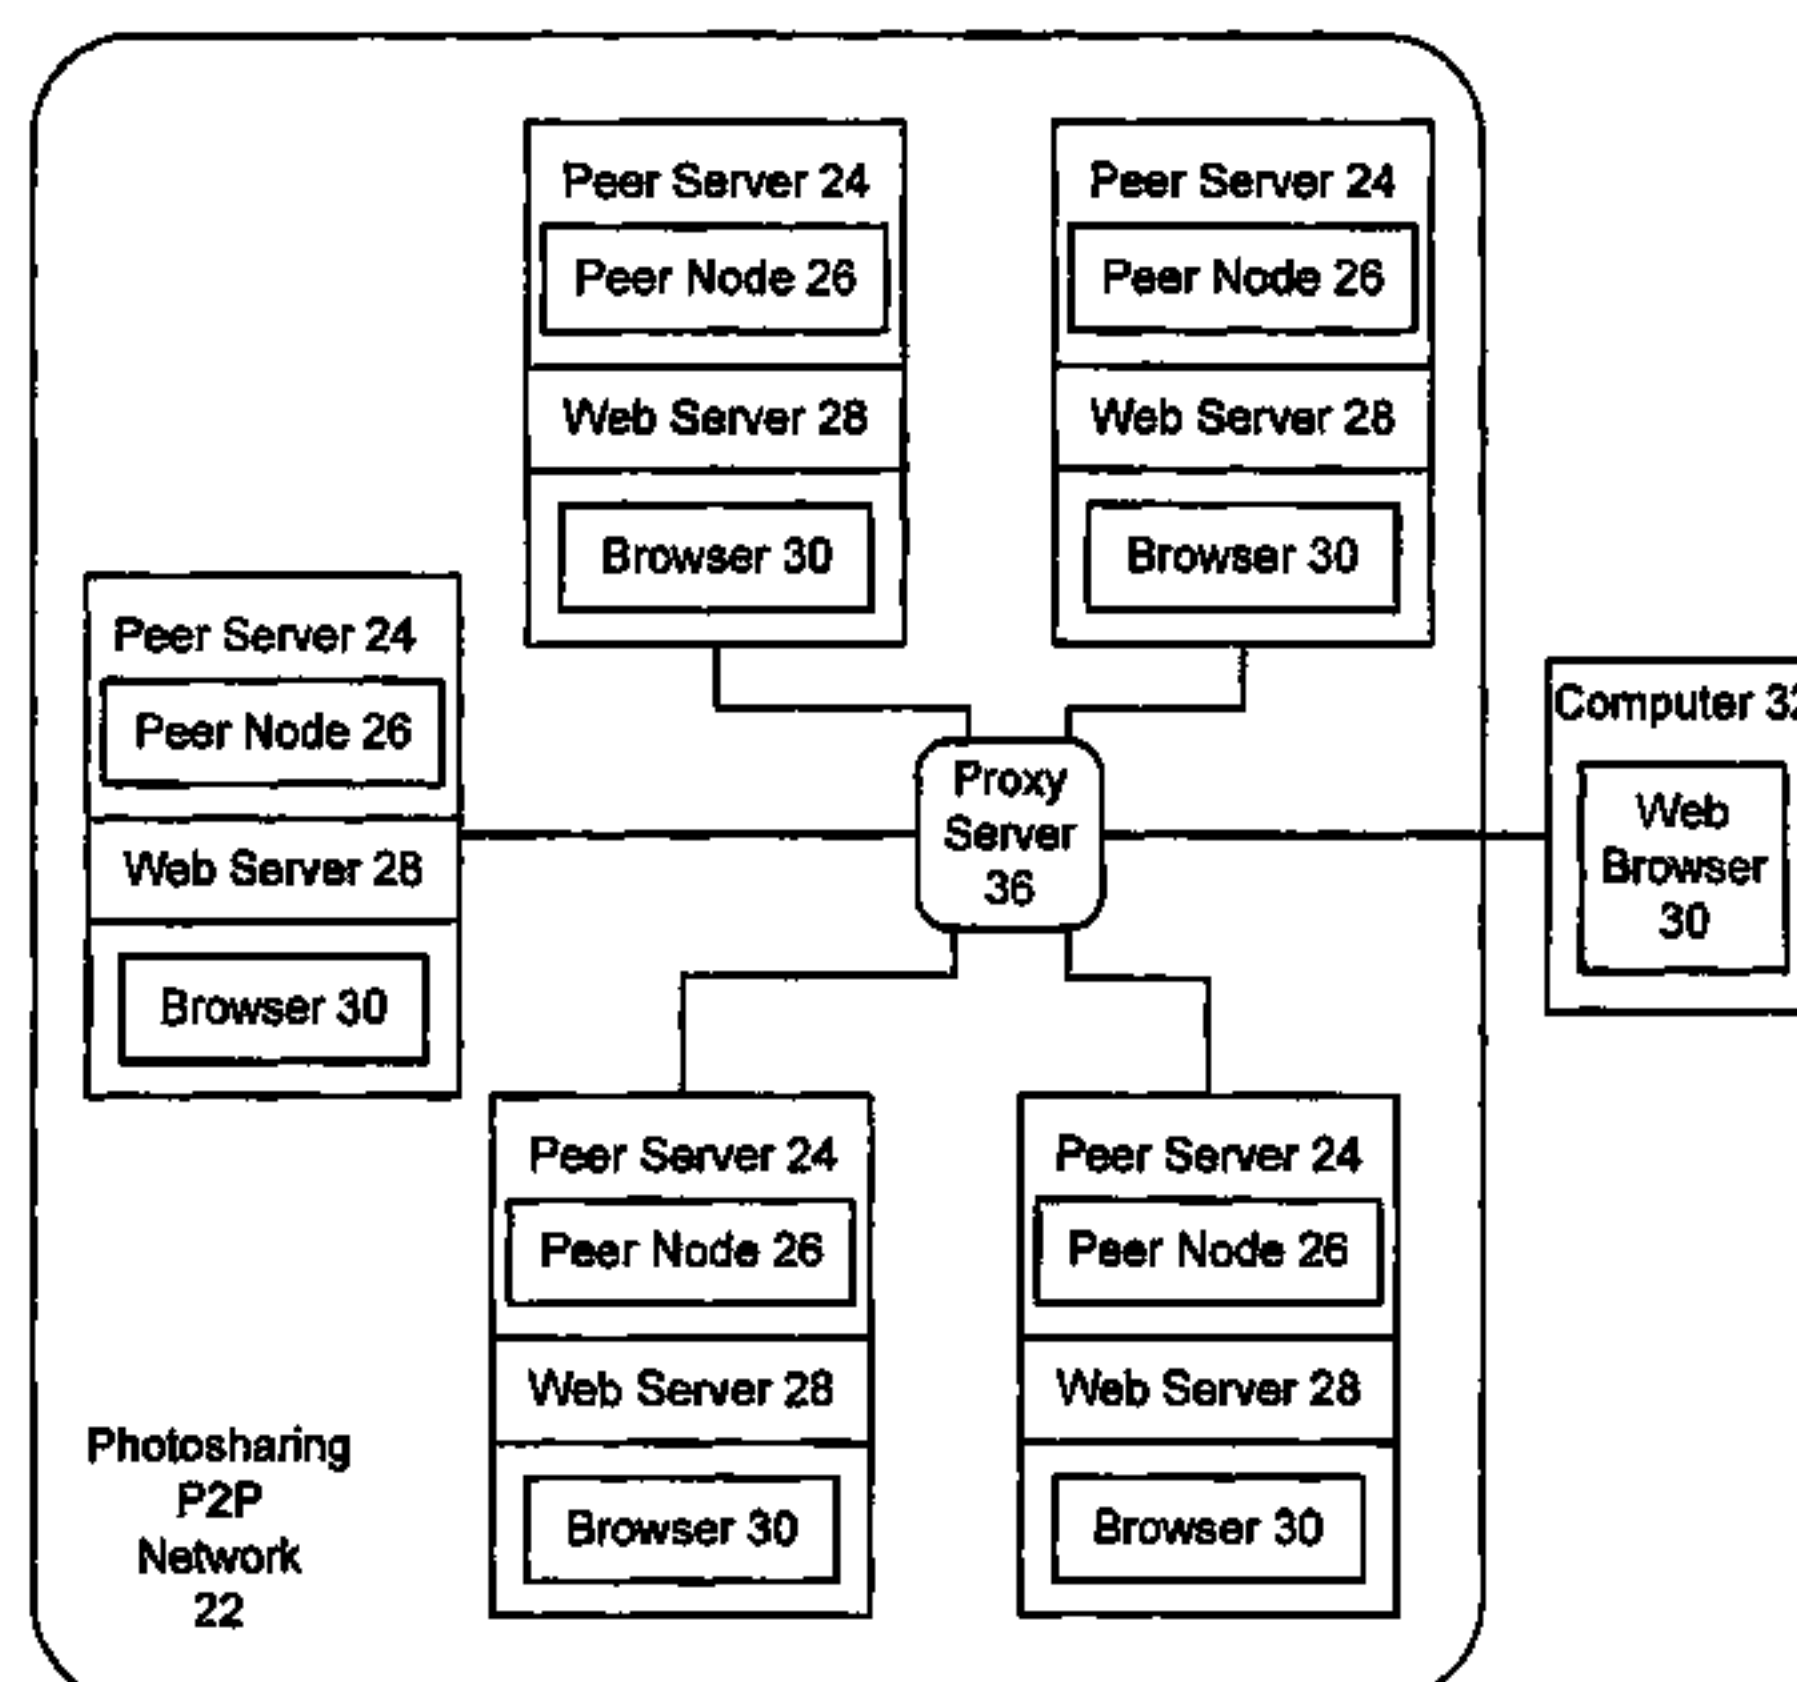 Peer Server 24
Peer Node 26
Web Server 28
Browser 30
Peer Server 24
Peer Node 26
Web Server 28
Browser 30
Peer Server 24
Peer Node 26
Web Server 28
Browser 30
Proxy
Server
36
Computer 32
Web
Browser
30
Peer Server 24
Peer Node 26
Web Server 28
Browser 30
Peer Server 24
Peer Node 26
Web Server 28
Browser 30
Photosharing
P2P
Network
22